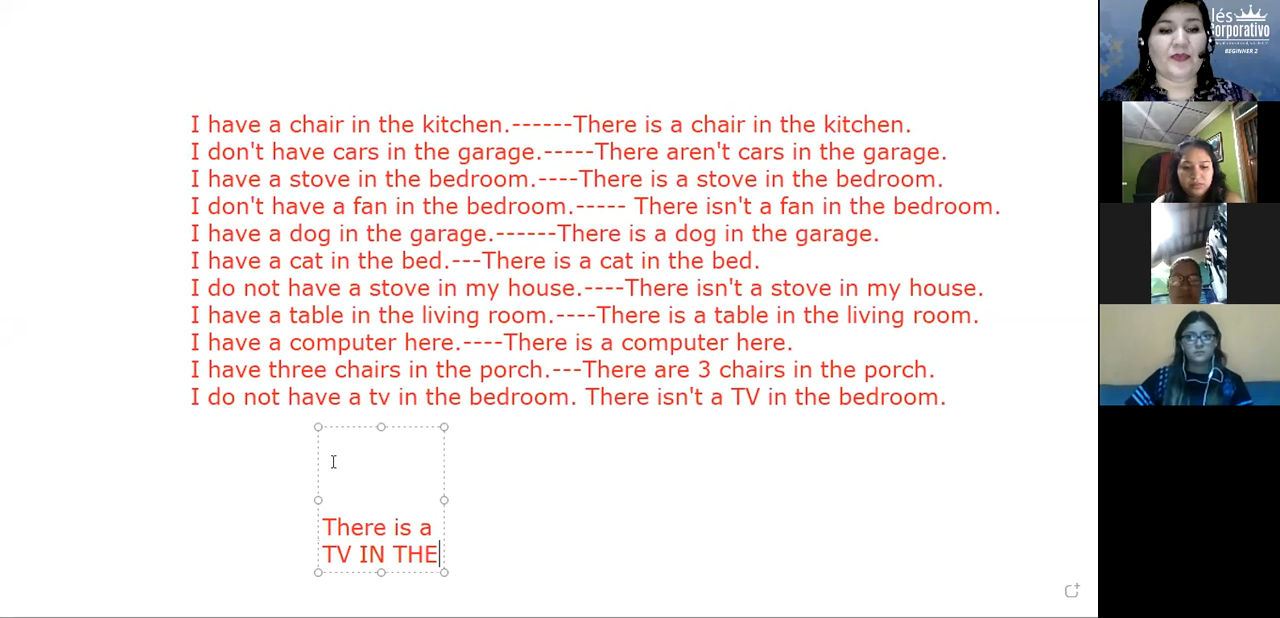 I have a chair in the kitchen.------There is a chair in the kitchen.
I don't have cars in the garage.-----There aren't cars in the garage.
I have a stove in the bedroom.----There is a stove in the bedroom.
I don't have a fan in the bedroom.----- There isn't a fan in the bedroom.
I have a dog in the garage.------There is a dog in the garage.
I have a cat in the bed.---There is a cat in the bed.
I do not have a stove in my house.----There isn't a stove in my house.
I have a table in the living room.----There is a table in the living room.
I have a computer here.----There is a computer here.
I have three chairs in the porch.---There are 3 chairs in the porch.
I do not have a tv in the bedroom. There isn't a TV in the bedroom.
There is a
TV IN THE
lés
orporativo
BEGINNER 2